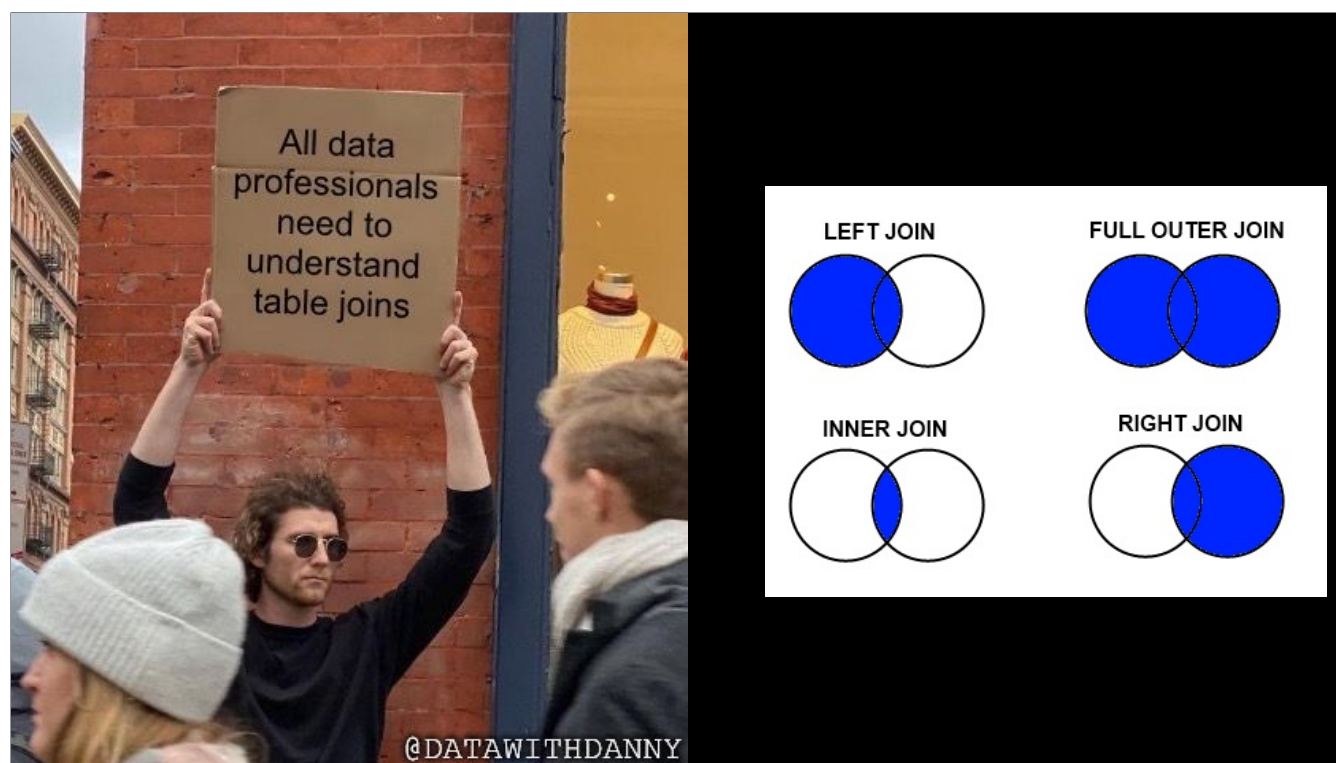 All data
professionals
need to
understand
table joins
@DATAWITHDANNY
LEFT JOIN
FULL OUTER JOIN
INNER JOIN
RIGHT JOIN